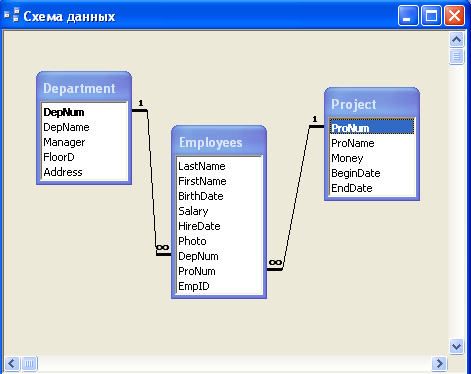 Схема данных
Department
DepNum
DepName
Manager
FloorD
Address
1
Employees
LastName
FirstName
BirthDate
Salary
HireDate
Photo
DepNum
ProNum
EmpID
∞
∞
1
Project
ProNum
ProName
Money
BeginDate
EndDate